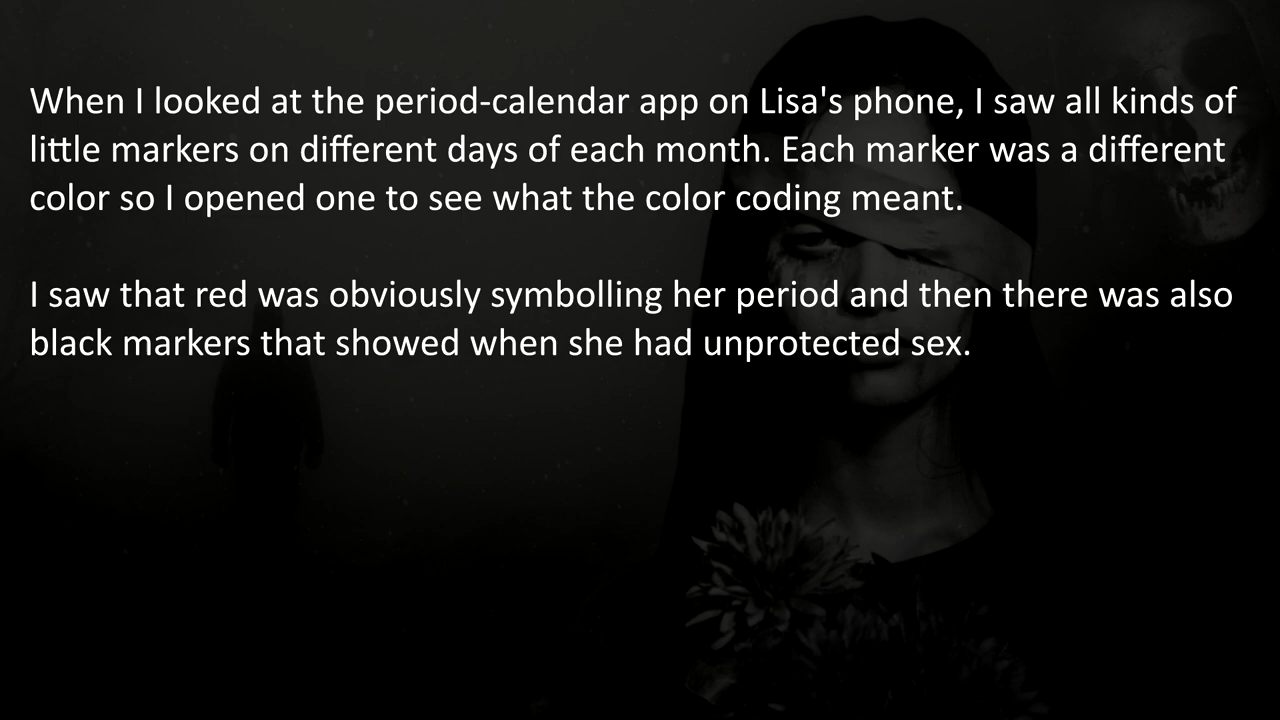 When I looked at the period-calendar app on Lisa's phone, I saw all kinds of
little markers on different days of each month. Each marker was a different
color so I opened one to see what the color coding meant.
I saw that red was obviously symbolling her period and then there was also
black markers that showed when she had unprotected sex.